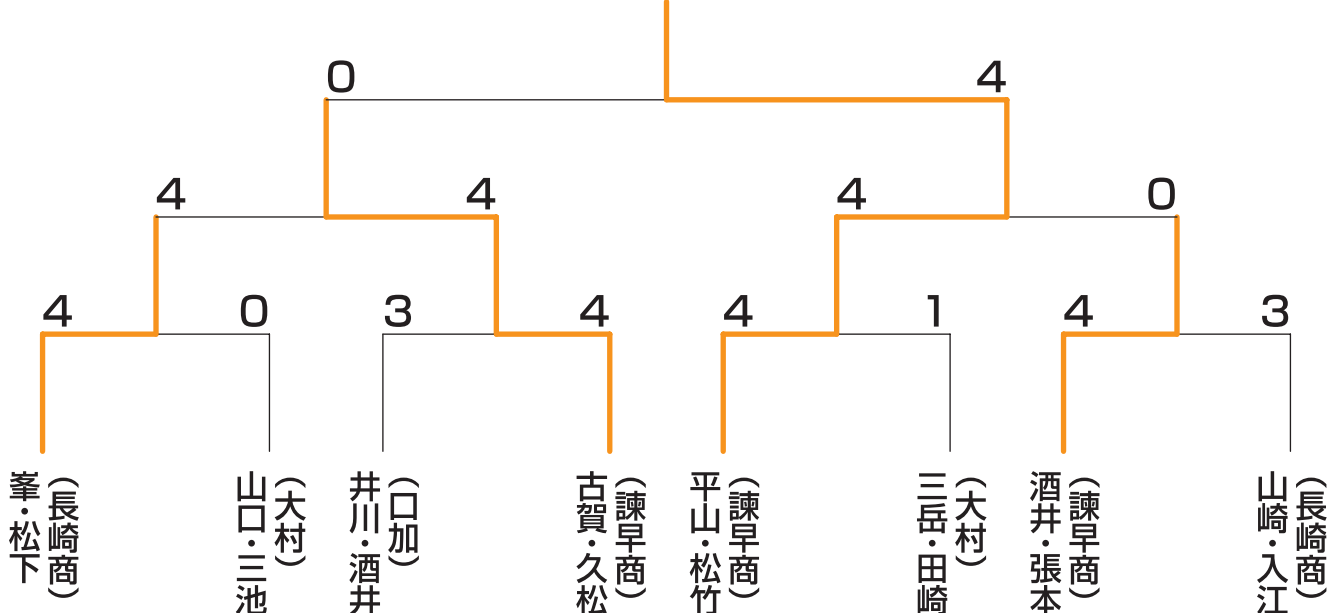 0
4
4
4
4
0
4
0
3
4
4
1
4
3
峯・松下
(長崎商)
山口・三池
(大村)
井川・酒井
(口加)
古賀・久松
(諫早商)
平山・松竹
(諫早商)
三岳・田崎
(大村)
酒井・張本
(諫早商)
山崎・入江
(長崎商)